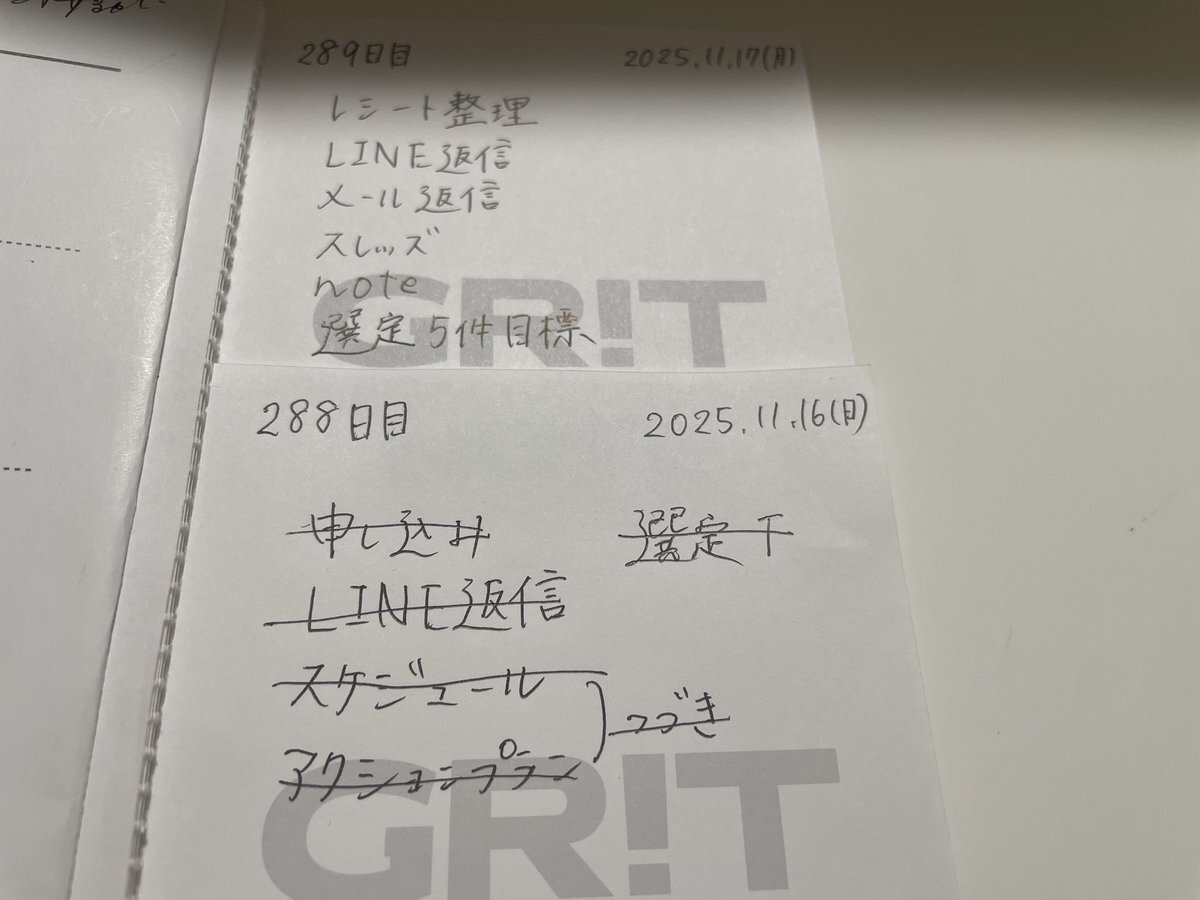 289日目 2025.11.17(月)
レシート整理
LINE返信
メール返信
スレッズ
note
選定5件目標
GR!T
288日目 2025.11.16(日)
申し込み 選定下
LINE返信
スケジュール
つづき
アクションプラン
GR!T